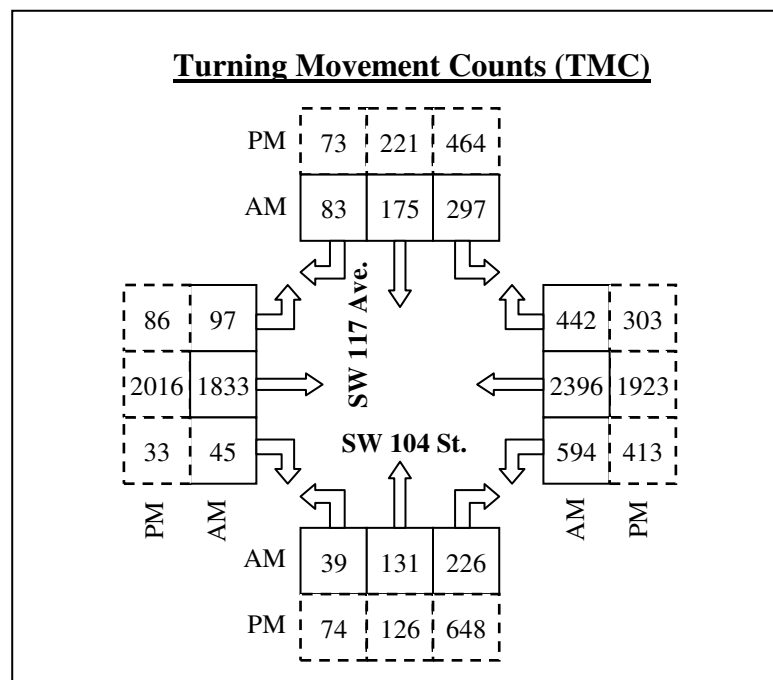 Turning Movement Counts (TMC)
PM 73 221 464
AM 83 175 297
SW 117 Ave.
86 97 442 303
2016 1833 2396 1923
SW 104 St.
33 45 594 413
PM AM AM PM
AM 39 131 226
PM 74 126 648